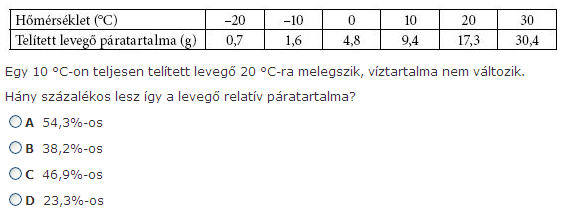 Hőmérséklet (°C) –20 –10 0 10 20 30
Telített levegő páratartalma (g) 0,7 1,6 4,8 9,4 17,3 30,4
Egy 10 °C-on teljesen telített levegő 20 °C-ra melegszik, víztartalma nem változik.
Hány százalékos lesz így a levegő relatív páratartalma?
A 54,3%-os
B 38,2%-os
C 46,9%-os
D 23,3%-os